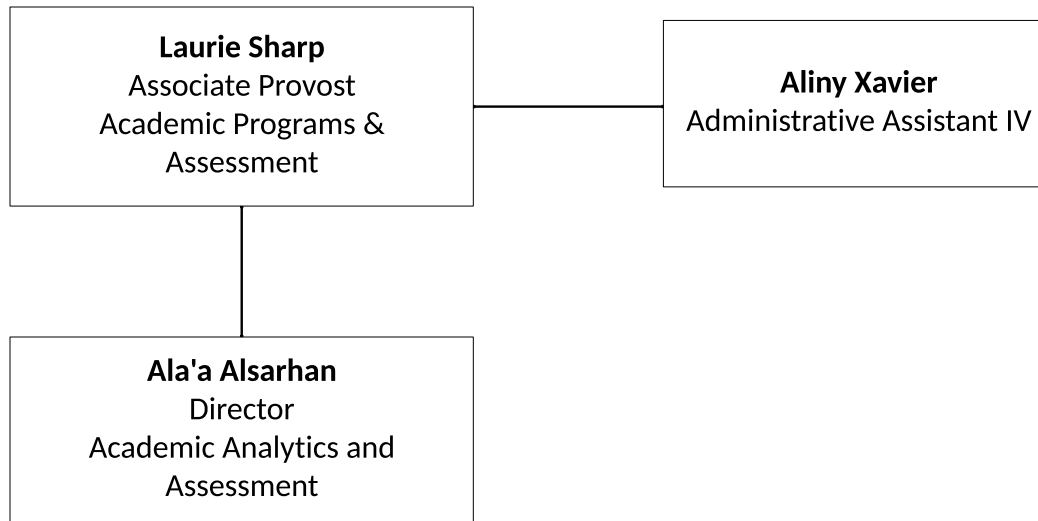 Laurie Sharp
Associate Provost
Academic Programs &
Assessment
Aliny Xavier
Administrative Assistant IV
Ala'a Alsarhan
Director
Academic Analytics and
Assessment